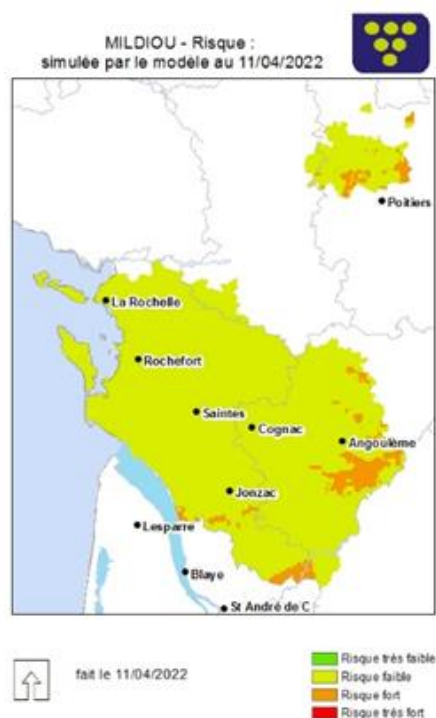 MILDIOU - Risque :
simulée par le modèle au 11/04/2022
Poitiers
La Rochelle
Rochefort
Saintes
Cognac
Angoulème
Jonzac
Lesparre
Blaye
St André de C
fait le 11/04/2022
Risque très faible
Risque faible
Risque fort
Risque très fort